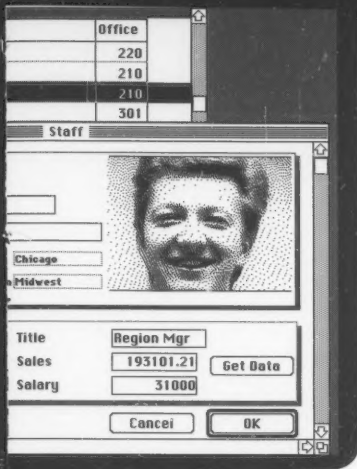 Office
220
210
210
301
Staff
Chicago
Midwest
Title Region Mgr
Sales 193101.21 Get Data
Salary 31000
Cancel OK